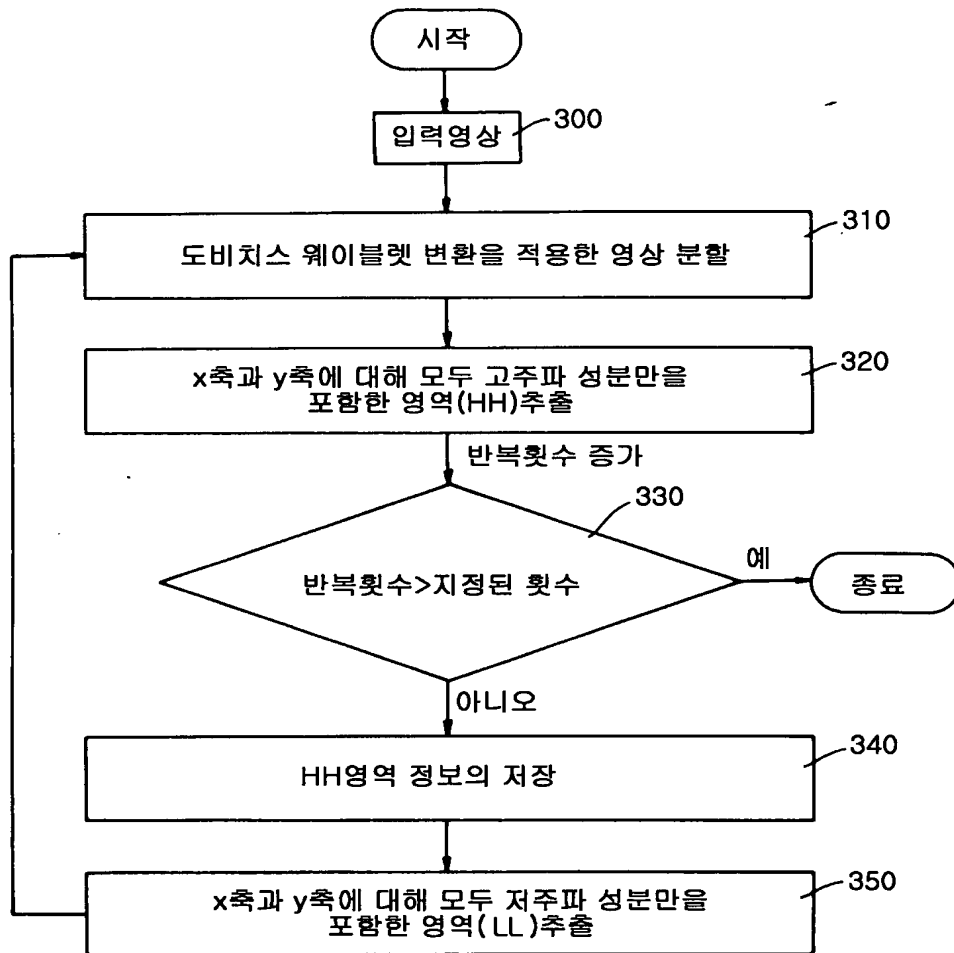 시작
입력영상
300
310
도비치스 웨이블렛 변환을 적용한 영상 분할
320
x축과 y축에 대해 모두 고주파 성분만을
포함한 영역(HH)추출
반복횟수 증가
330
반복횟수>지정된 횟수
예
종료
아니오
340
HH영역 정보의 저장
350
x축과 y축에 대해 모두 저주파 성분만을
포함한 영역(LL)추출